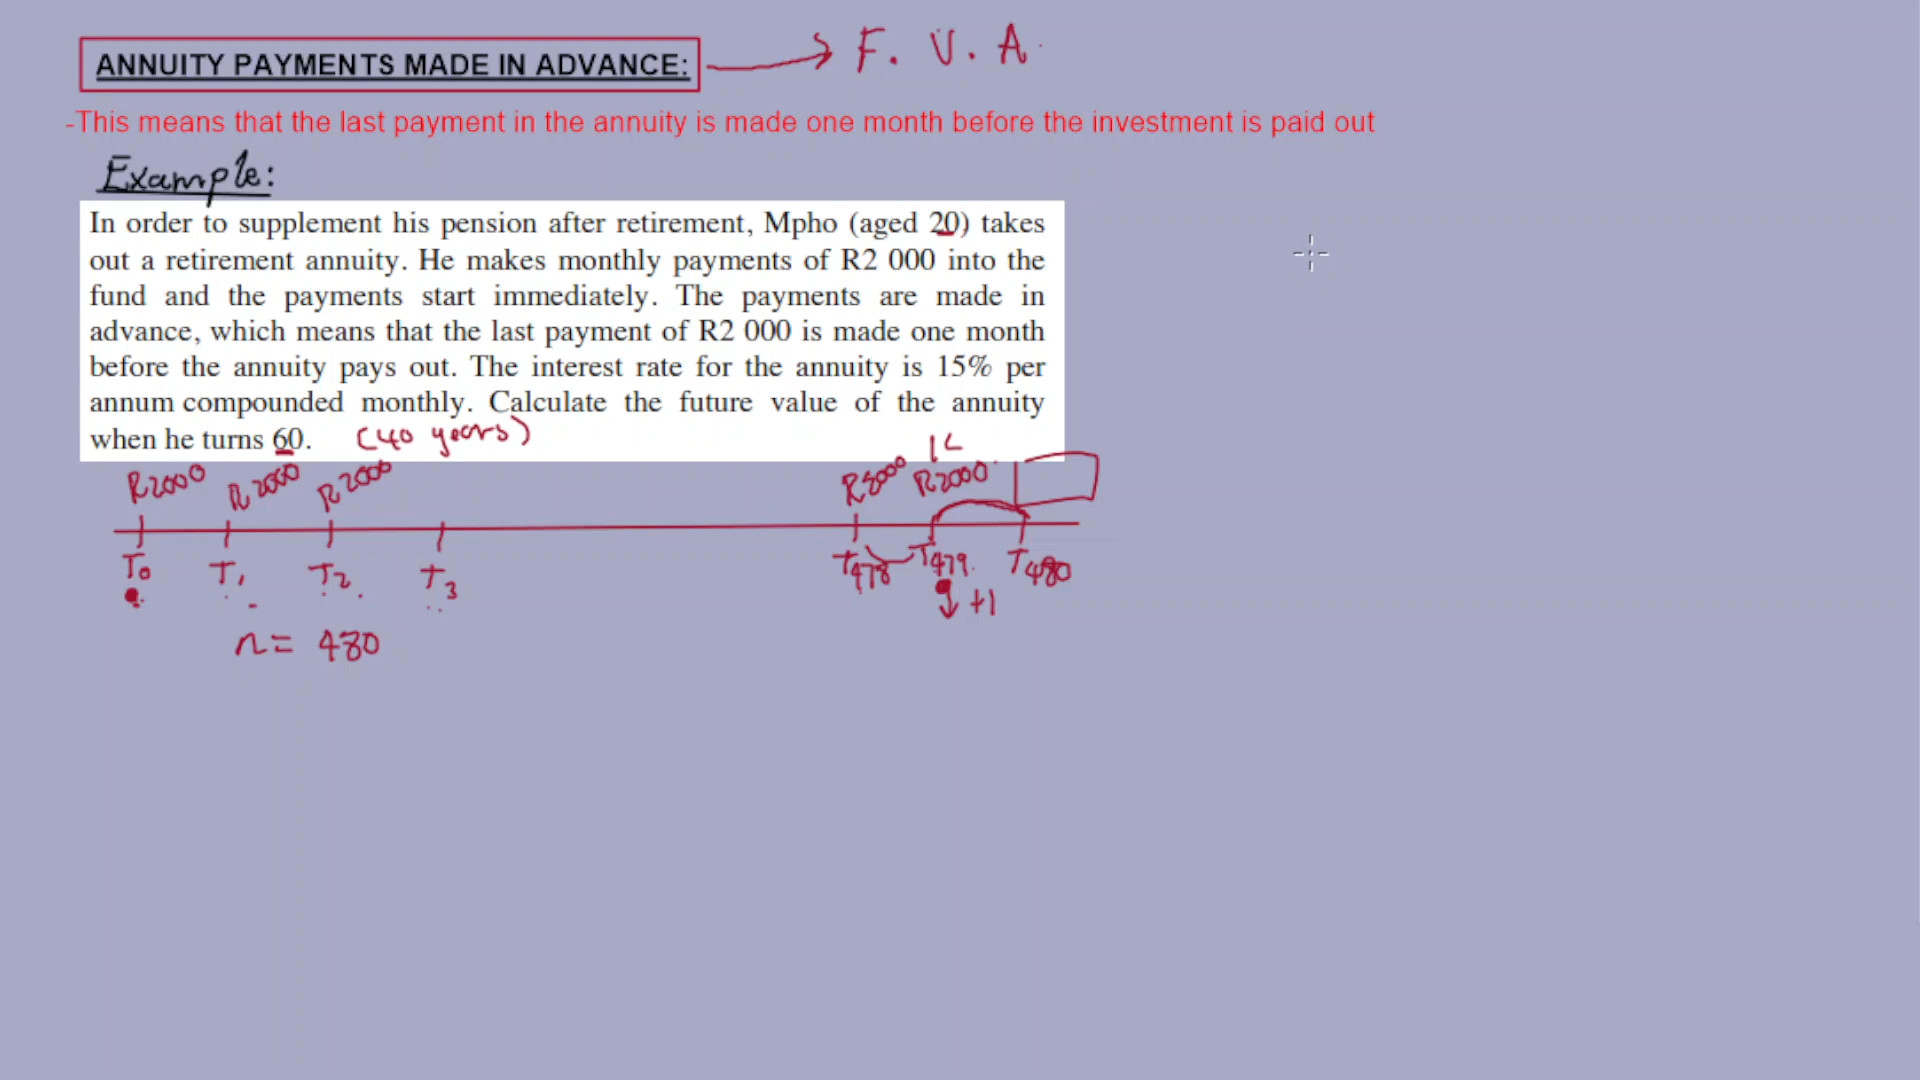 ANNUITY PAYMENTS MADE IN ADVANCE: → F. V. A.
-This means that the last payment in the annuity is made one month before the investment is paid out
Example:
In order to supplement his pension after retirement, Mpho (aged 20) takes
out a retirement annuity. He makes monthly payments of R2 000 into the
fund and the payments start immediately. The payments are made in
advance, which means that the last payment of R2 000 is made one month
before the annuity pays out. The interest rate for the annuity is 15% per
annum compounded monthly. Calculate the future value of the annuity
when he turns 60. (40 years)
R2000 R2000 R2000 R2000
T0 T1 T2 T3 T478 T479 T480
+1
n = 480